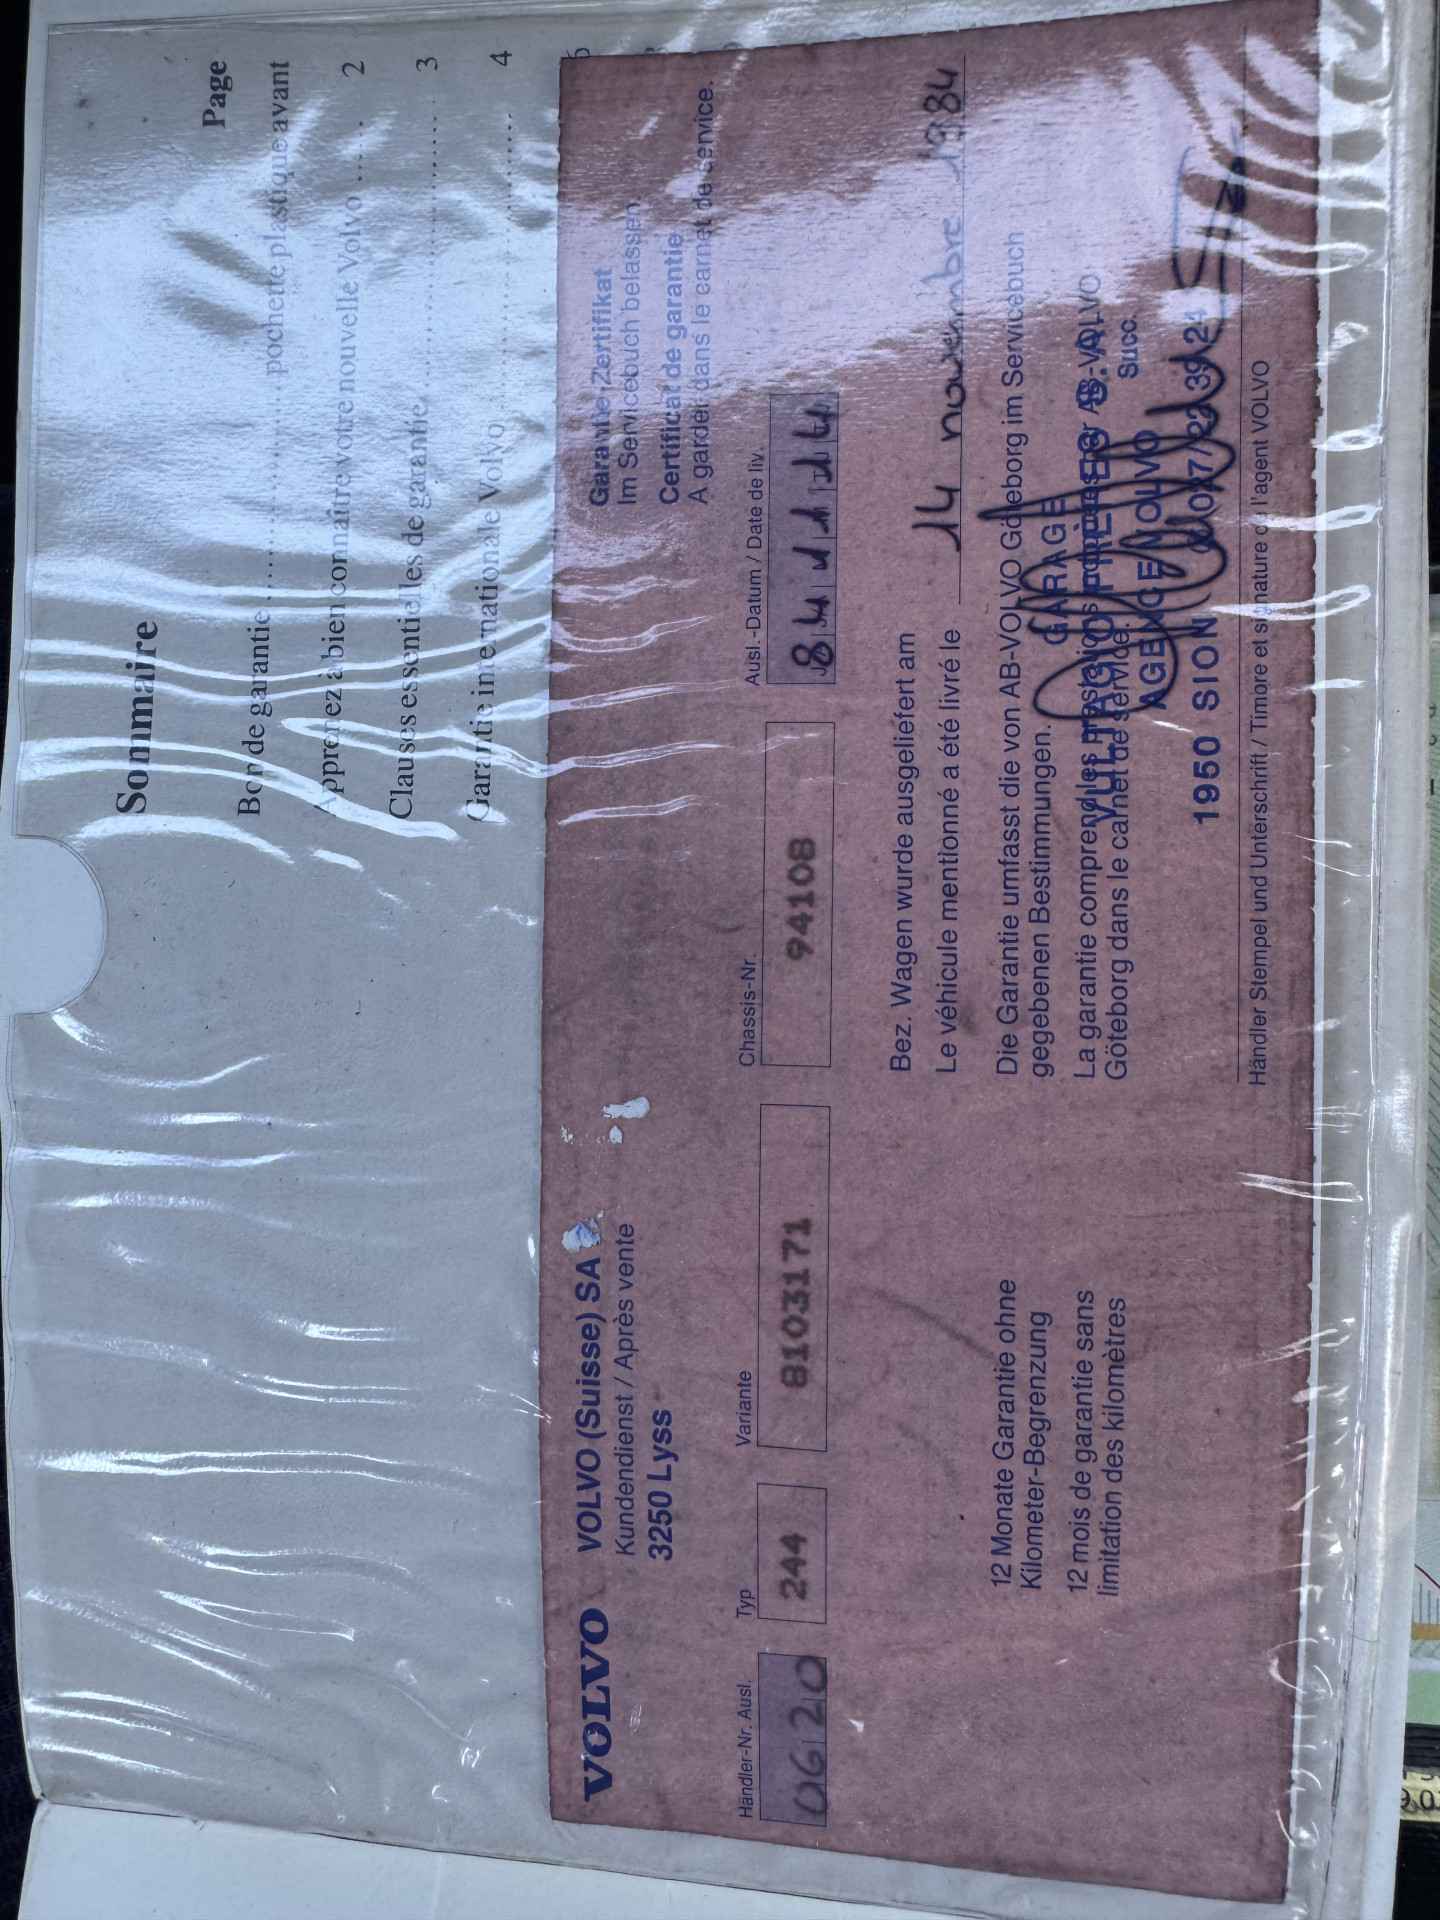 Sommaire
Page
Bon de garantie .......... pochette plastique avant
Apprenez à bien connaître votre nouvelle Volvo ..... 2
Clauses essentielles de garantie .......... 3
Garantie internationale Volvo .......... 4
VOLVO
VOLVO (Suisse) SA
Kundendienst / Après vente
3250 Lyss
Garantie-Zertifikat
Im Servicebuch belassen
Certificat de garantie
A garder dans le carnet de service.
Händler-Nr. Ausl.
Typ
Variante
Chassis-Nr.
Ausl.-Datum / Date de liv.
0620
244
8103171
94108
841114
Bez. Wagen wurde ausgeliefert am
Le véhicule mentionné a été livré le
14 novembre 1984
12 Monate Garantie ohne
Kilometer-Begrenzung
12 mois de garantie sans
limitation des kilomètres
Die Garantie umfasst die von AB-VOLVO Göteborg im Servicebuch
gegebenen Bestimmungen.
La garantie comprend les AB-VOLVO
Göteborg dans le carnet de service.
GARAGE
Succ.
AGENCE VOLVO
1950 SION
Händler Stempel und Unterschrift / Timbre et signature de l'agent VOLVO